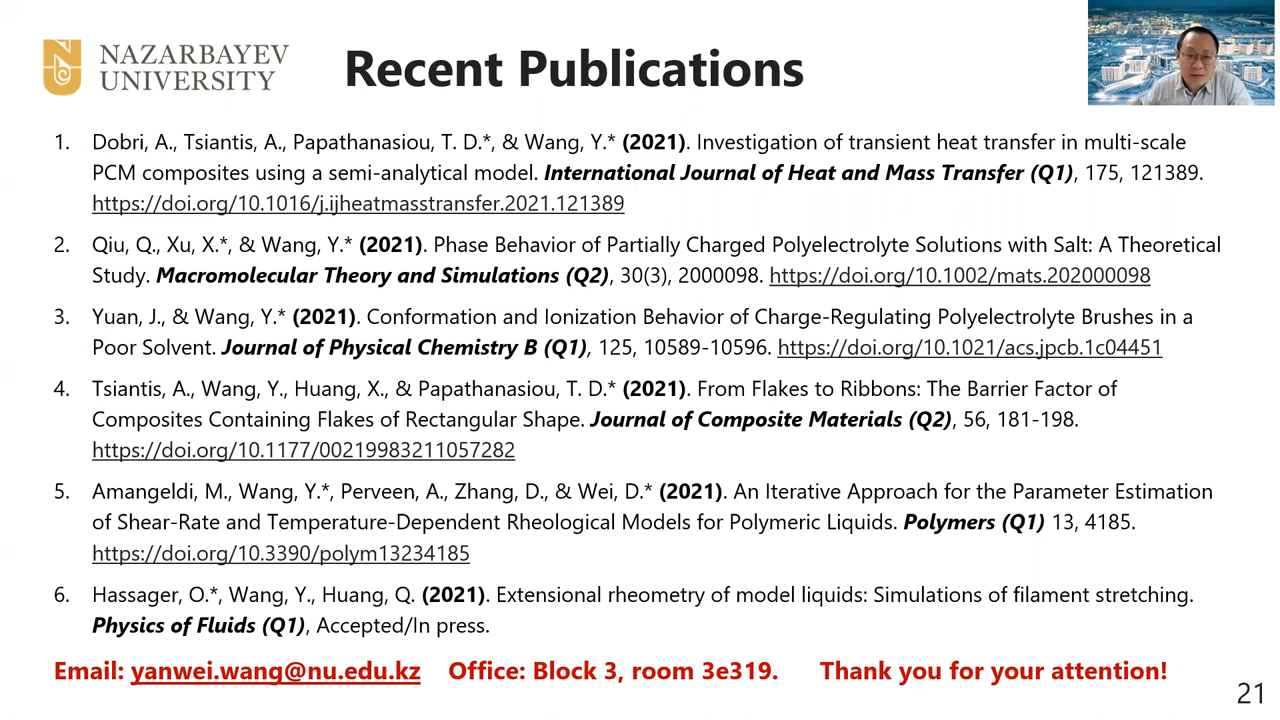 NAZARBAYEV
UNIVERSITY
Recent Publications
1. Dobri, A., Tsiantis, A., Papathanasiou, T. D.*, & Wang, Y.* (2021). Investigation of transient heat transfer in multi-scale
PCM composites using a semi-analytical model. International Journal of Heat and Mass Transfer (Q1), 175, 121389.
https://doi.org/10.1016/j.ijheatmasstransfer.2021.121389
2. Qiu, Q., Xu, X.*, & Wang, Y.* (2021). Phase Behavior of Partially Charged Polyelectrolyte Solutions with Salt: A Theoretical
Study. Macromolecular Theory and Simulations (Q2), 30(3), 2000098. https://doi.org/10.1002/mats.202000098
3. Yuan, J., & Wang, Y.* (2021). Conformation and Ionization Behavior of Charge-Regulating Polyelectrolyte Brushes in a
Poor Solvent. Journal of Physical Chemistry B (Q1), 125, 10589-10596. https://doi.org/10.1021/acs.jpcb.1c04451
4. Tsiantis, A., Wang, Y., Huang, X., & Papathanasiou, T. D.* (2021). From Flakes to Ribbons: The Barrier Factor of
Composites Containing Flakes of Rectangular Shape. Journal of Composite Materials (Q2), 56, 181-198.
https://doi.org/10.1177/00219983211057282
5. Amangeldi, M., Wang, Y.*, Perveen, A., Zhang, D., & Wei, D.* (2021). An Iterative Approach for the Parameter Estimation
of Shear-Rate and Temperature-Dependent Rheological Models for Polymeric Liquids. Polymers (Q1) 13, 4185.
https://doi.org/10.3390/polym13234185
6. Hassager, O.*, Wang, Y., Huang, Q. (2021). Extensional rheometry of model liquids: Simulations of filament stretching.
Physics of Fluids (Q1), Accepted/In press.
Email: yanwei.wang@nu.edu.kz Office: Block 3, room 3e319. Thank you for your attention!
21